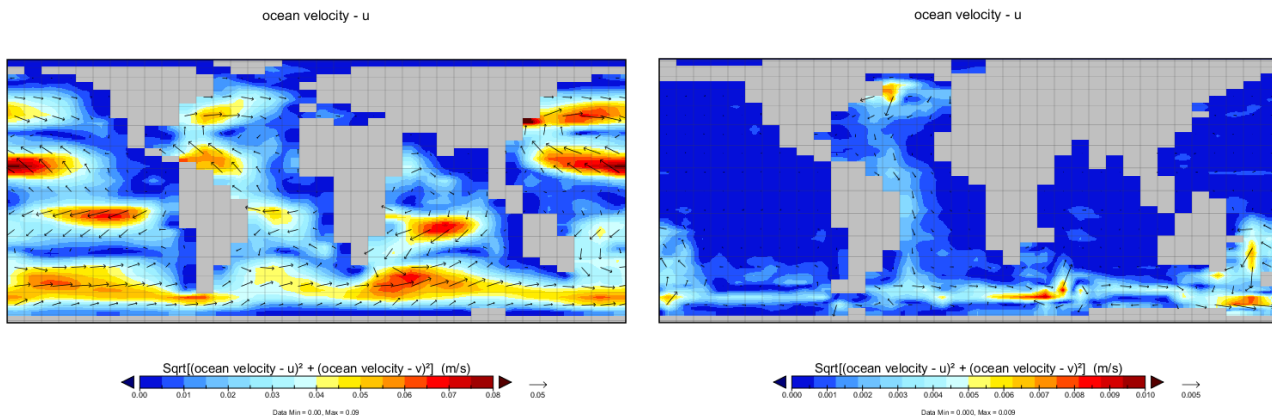 ocean velocity - u
Sqrt[(ocean velocity - u)² + (ocean velocity - v)²] (m/s)
0.00 0.01 0.02 0.03 0.04 0.05 0.06 0.07 0.08
0.05
Data Min = 0.00, Max = 0.09
ocean velocity - u
Sqrt[(ocean velocity - u)² + (ocean velocity - v)²] (m/s)
0.000 0.001 0.002 0.003 0.004 0.005 0.006 0.007 0.008 0.009 0.010
0.005
Data Min = 0.000, Max = 0.009